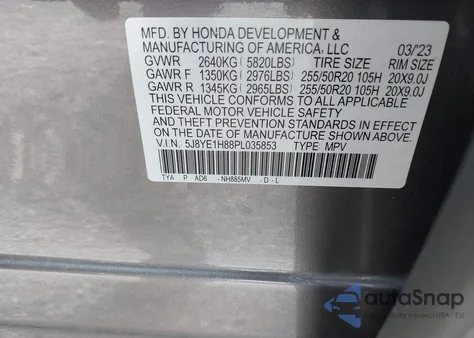 MFD. BY HONDA DEVELOPMENT &
MANUFACTURING OF AMERICA, LLC 03/'23
GVWR 2640KG( 5820LBS) TIRE SIZE RIM SIZE
GAWR F 1350KG( 2976LBS) 255/50R20 105H 20X9.0J
GAWR R 1345KG( 2965LBS) 255/50R20 105H 20X9.0J
THIS VEHICLE CONFORMS TO ALL APPLICABLE
FEDERAL MOTOR VEHICLE SAFETY
AND THEFT PREVENTION STANDARDS IN EFFECT
ON THE DATE OF MANUFACTURE SHOWN ABOVE.
V.I.N.: 5J8YE1H88PL035853 TYPE: MPV
TYA P AD6 NH885MV - D - L
autoSnap